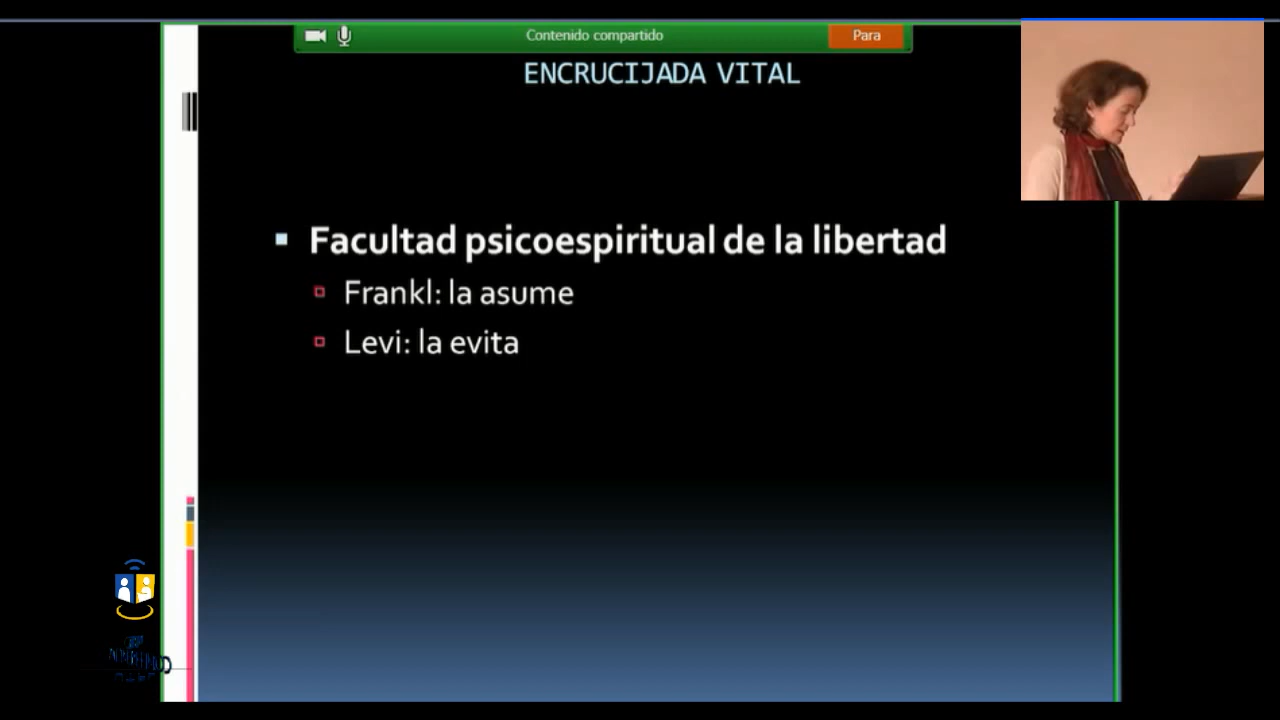 Contenido compartido
Para
ENCRUCIJADA VITAL
Facultad psicoespiritual de la libertad
Frankl: la asume
Levi: la evita